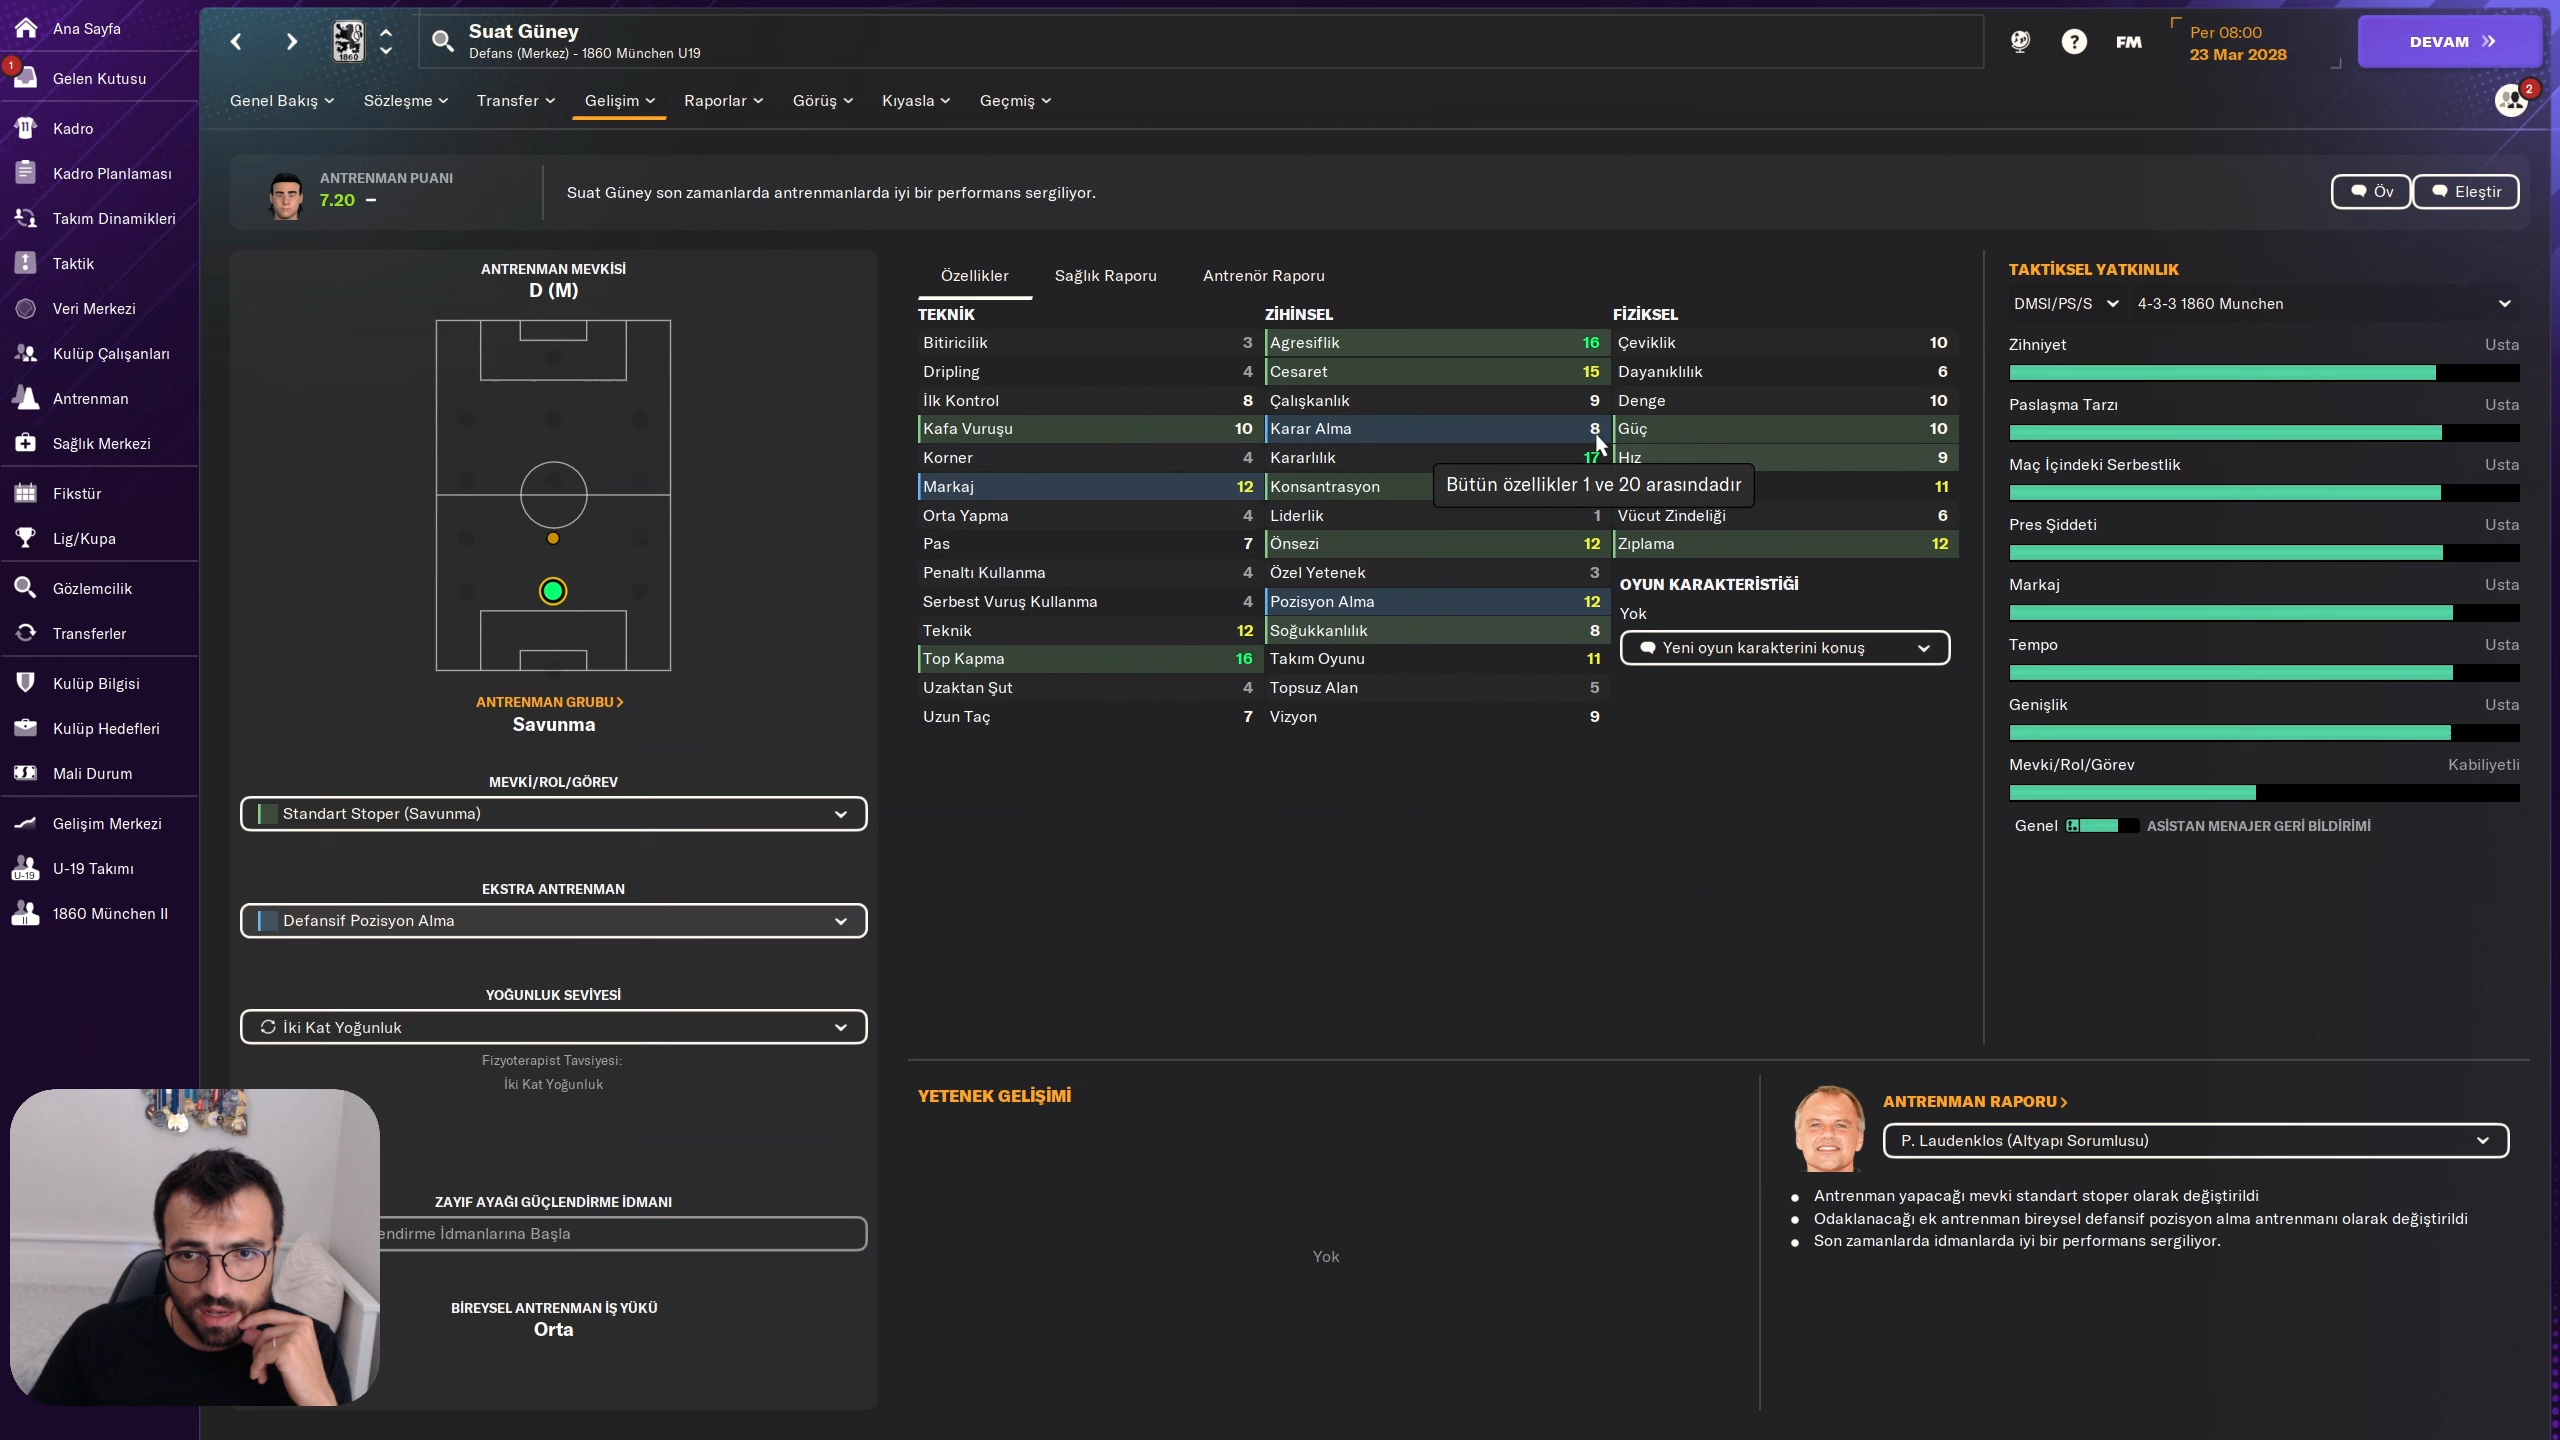 Ana Sayfa
1
Gelen Kutusu
11
Kadro
Kadro Planlaması
Takım Dinamikleri
Taktik
Veri Merkezi
Kulüp Çalışanları
Antrenman
Sağlık Merkezi
Fikstür
Lig/Kupa
Gözlemcilik
Transferler
Kulüp Bilgisi
Kulüp Hedefleri
Mali Durum
Gelişim Merkezi
U-19
U-19 Takımı
II
1860 München II
1860
Suat Güney
Defans (Merkez) - 1860 München U19
?
FM
Per 08:00
23 Mar 2028
DEVAM
2
Genel Bakış
Sözleşme
Transfer
Gelişim
Raporlar
Görüş
Kıyasla
Geçmiş
ANTRENMAN PUANI
7.20 –
Suat Güney son zamanlarda antrenmanlarda iyi bir performans sergiliyor.
Öv
Eleştir
ANTRENMAN MEVKİSİ
D (M)
ANTRENMAN GRUBU
Savunma
MEVKİ/ROL/GÖREV
Standart Stoper (Savunma)
EKSTRA ANTRENMAN
Defansif Pozisyon Alma
YOĞUNLUK SEVİYESİ
İki Kat Yoğunluk
Fizyoterapist Tavsiyesi:
İki Kat Yoğunluk
ZAYIF AYAĞI GÜÇLENDİRME İDMANI
endirme İdmanlarına Başla
BİREYSEL ANTRENMAN İŞ YÜKÜ
Orta
Özellikler
Sağlık Raporu
Antrenör Raporu
TEKNİK
Bitiricilik 3
Dripling 4
İlk Kontrol 8
Kafa Vuruşu 10
Korner 4
Markaj 12
Orta Yapma 4
Pas 7
Penaltı Kullanma 4
Serbest Vuruş Kullanma 4
Teknik 12
Top Kapma 16
Uzaktan Şut 4
Uzun Taç 7
ZİHİNSEL
Agresiflik 16
Cesaret 15
Çalışkanlık 9
Karar Alma 8
Kararlılık 17
Konsantrasyon
Liderlik 1
Önsezi 12
Özel Yetenek 3
Pozisyon Alma 12
Soğukkanlılık 8
Takım Oyunu 11
Topsuz Alan 5
Vizyon 9
FİZİKSEL
Çeviklik 10
Dayanıklılık 6
Denge 10
Güç 10
Hız 9
11
Vücut Zindeliği 6
Zıplama 12
Bütün özellikler 1 ve 20 arasındadır
OYUN KARAKTERİSTİĞİ
Yok
Yeni oyun karakterini konuş
TAKTİKSEL YATKINLIK
DMSI/PS/S
4-3-3 1860 Munchen
Zihniyet Usta
Paslaşma Tarzı Usta
Maç İçindeki Serbestlik Usta
Pres Şiddeti Usta
Markaj Usta
Tempo Usta
Genişlik Usta
Mevki/Rol/Görev Kabiliyetli
Genel
ASİSTAN MENAJER GERİ BİLDİRİMİ
YETENEK GELİŞİMİ
Yok
ANTRENMAN RAPORU
P. Laudenklos (Altyapı Sorumlusu)
Antrenman yapacağı mevki standart stoper olarak değiştirildi
Odaklanacağı ek antrenman bireysel defansif pozisyon alma antrenmanı olarak değiştirildi
Son zamanlarda idmanlarda iyi bir performans sergiliyor.